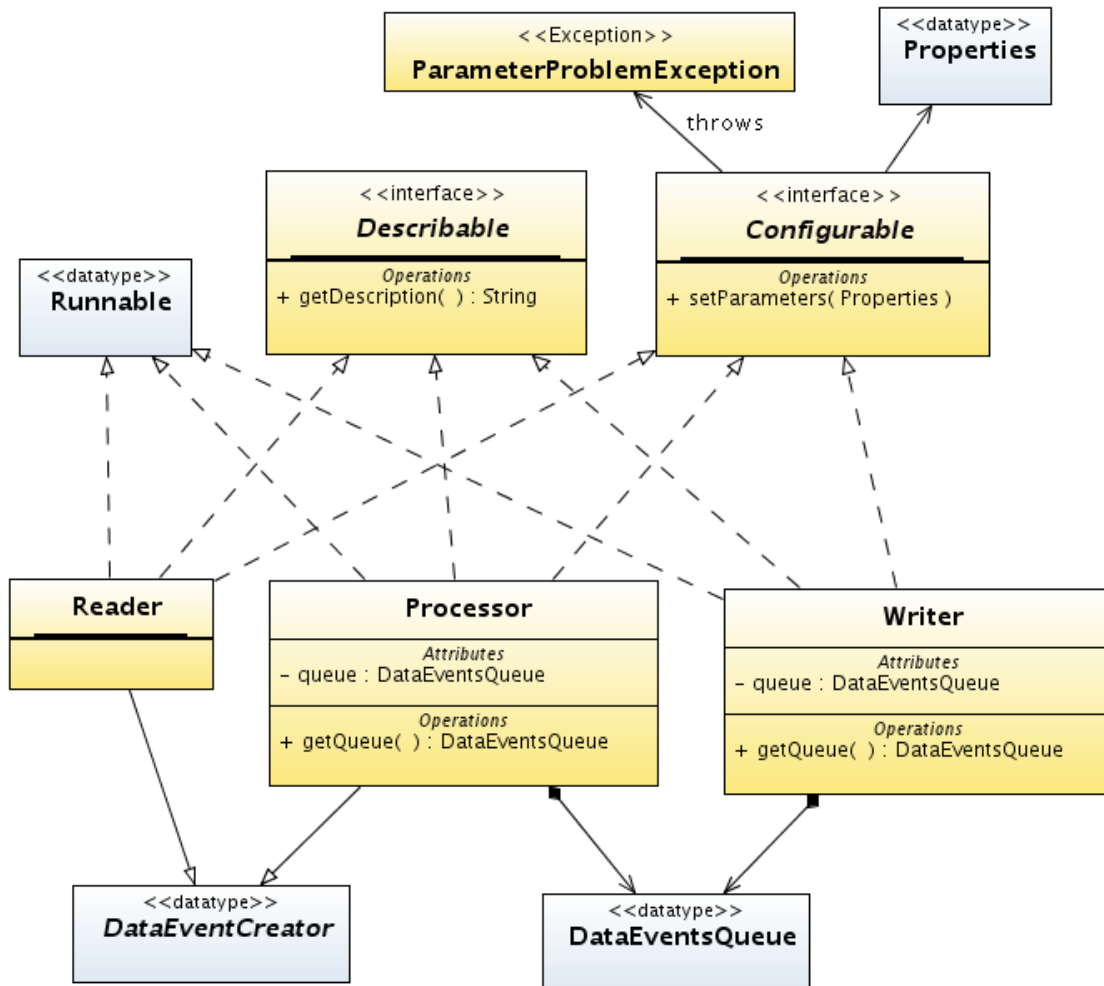 <<Exception>>
ParameterProblemException
<<datatype>>
Properties
throws
<<interface>>
Describable
Operations
+ getDescription( ) : String
<<interface>>
Configurable
Operations
+ setParameters( Properties )
<<datatype>>
Runnable
Reader
Processor
Attributes
- queue : DataEventsQueue
Operations
+ getQueue( ) : DataEventsQueue
Writer
Attributes
- queue : DataEventsQueue
Operations
+ getQueue( ) : DataEventsQueue
<<datatype>>
DataEventCreator
<<datatype>>
DataEventsQueue